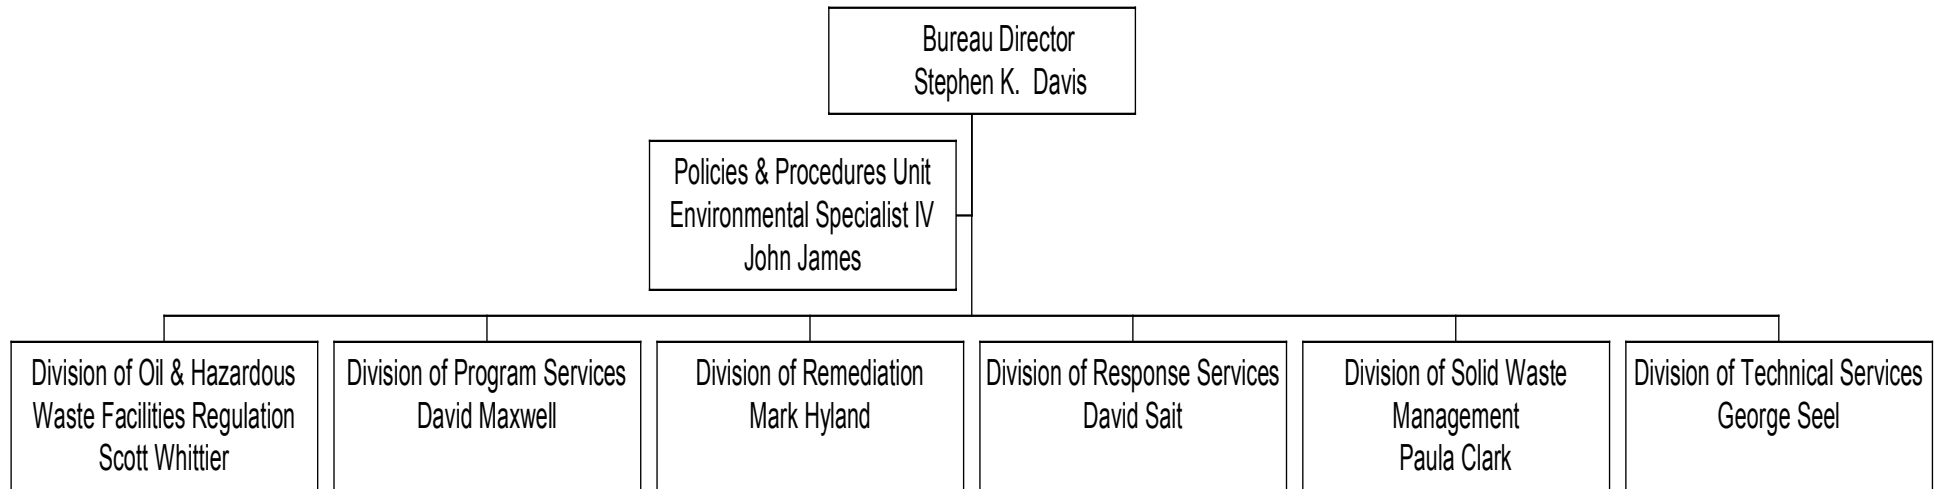 Bureau Director
Stephen K. Davis
Policies & Procedures Unit
Environmental Specialist IV
John James
Division of Oil & Hazardous
Waste Facilities Regulation
Scott Whittier
Division of Program Services
David Maxwell
Division of Remediation
Mark Hyland
Division of Response Services
David Sait
Division of Solid Waste
Management
Paula Clark
Division of Technical Services
George Seel